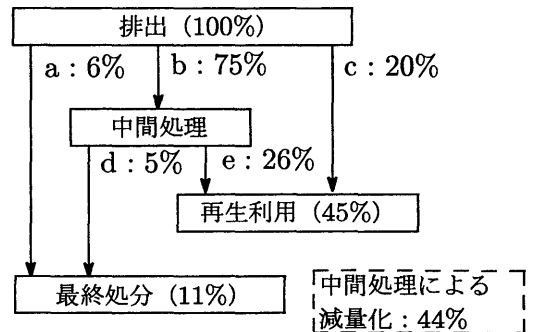 排出 (100%)
a : 6%
b : 75%
c : 20%
中間処理
d : 5%
e : 26%
再生利用 (45%)
最終処分 (11%)
中間処理による
減量化 : 44%